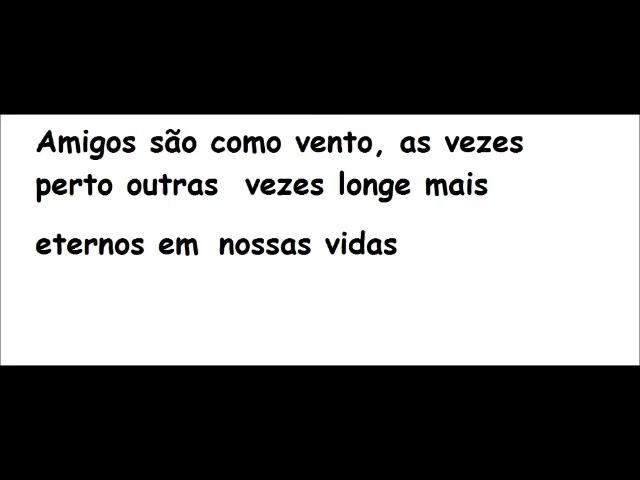 Amigos são como vento, as vezes
perto outras vezes longe mais
eternos em nossas vidas